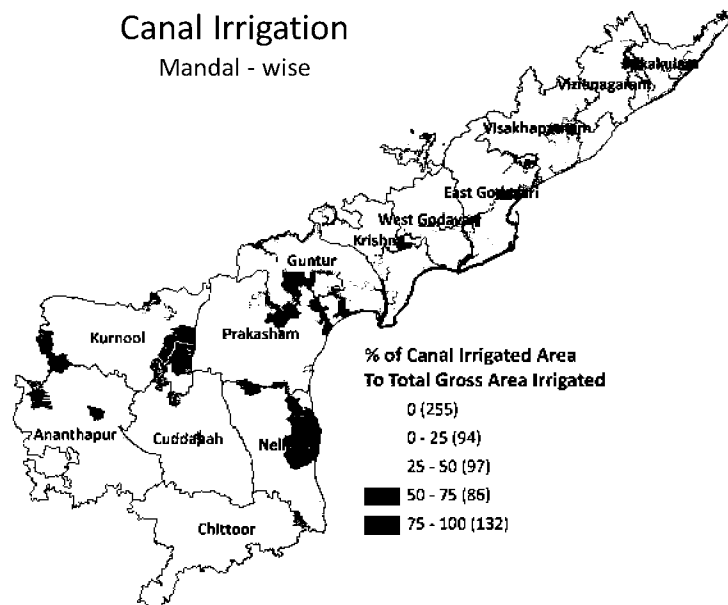 Canal Irrigation
Mandal - wise
Vizianagaram
Visakhapatnam
East Godavari
West Godavari
Krishna
Guntur
Kurnool
Prakasham
% of Canal Irrigated Area
To Total Gross Area Irrigated
0 (255)
0 - 25 (94)
25 - 50 (97)
50 - 75 (86)
75 - 100 (132)
Ananthapur
Cuddapah
Nell
Chittoor